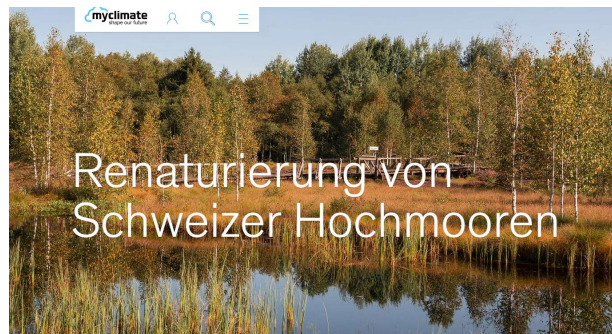 myclimate
shape our future
Renaturierung von
Schweizer Hochmooren